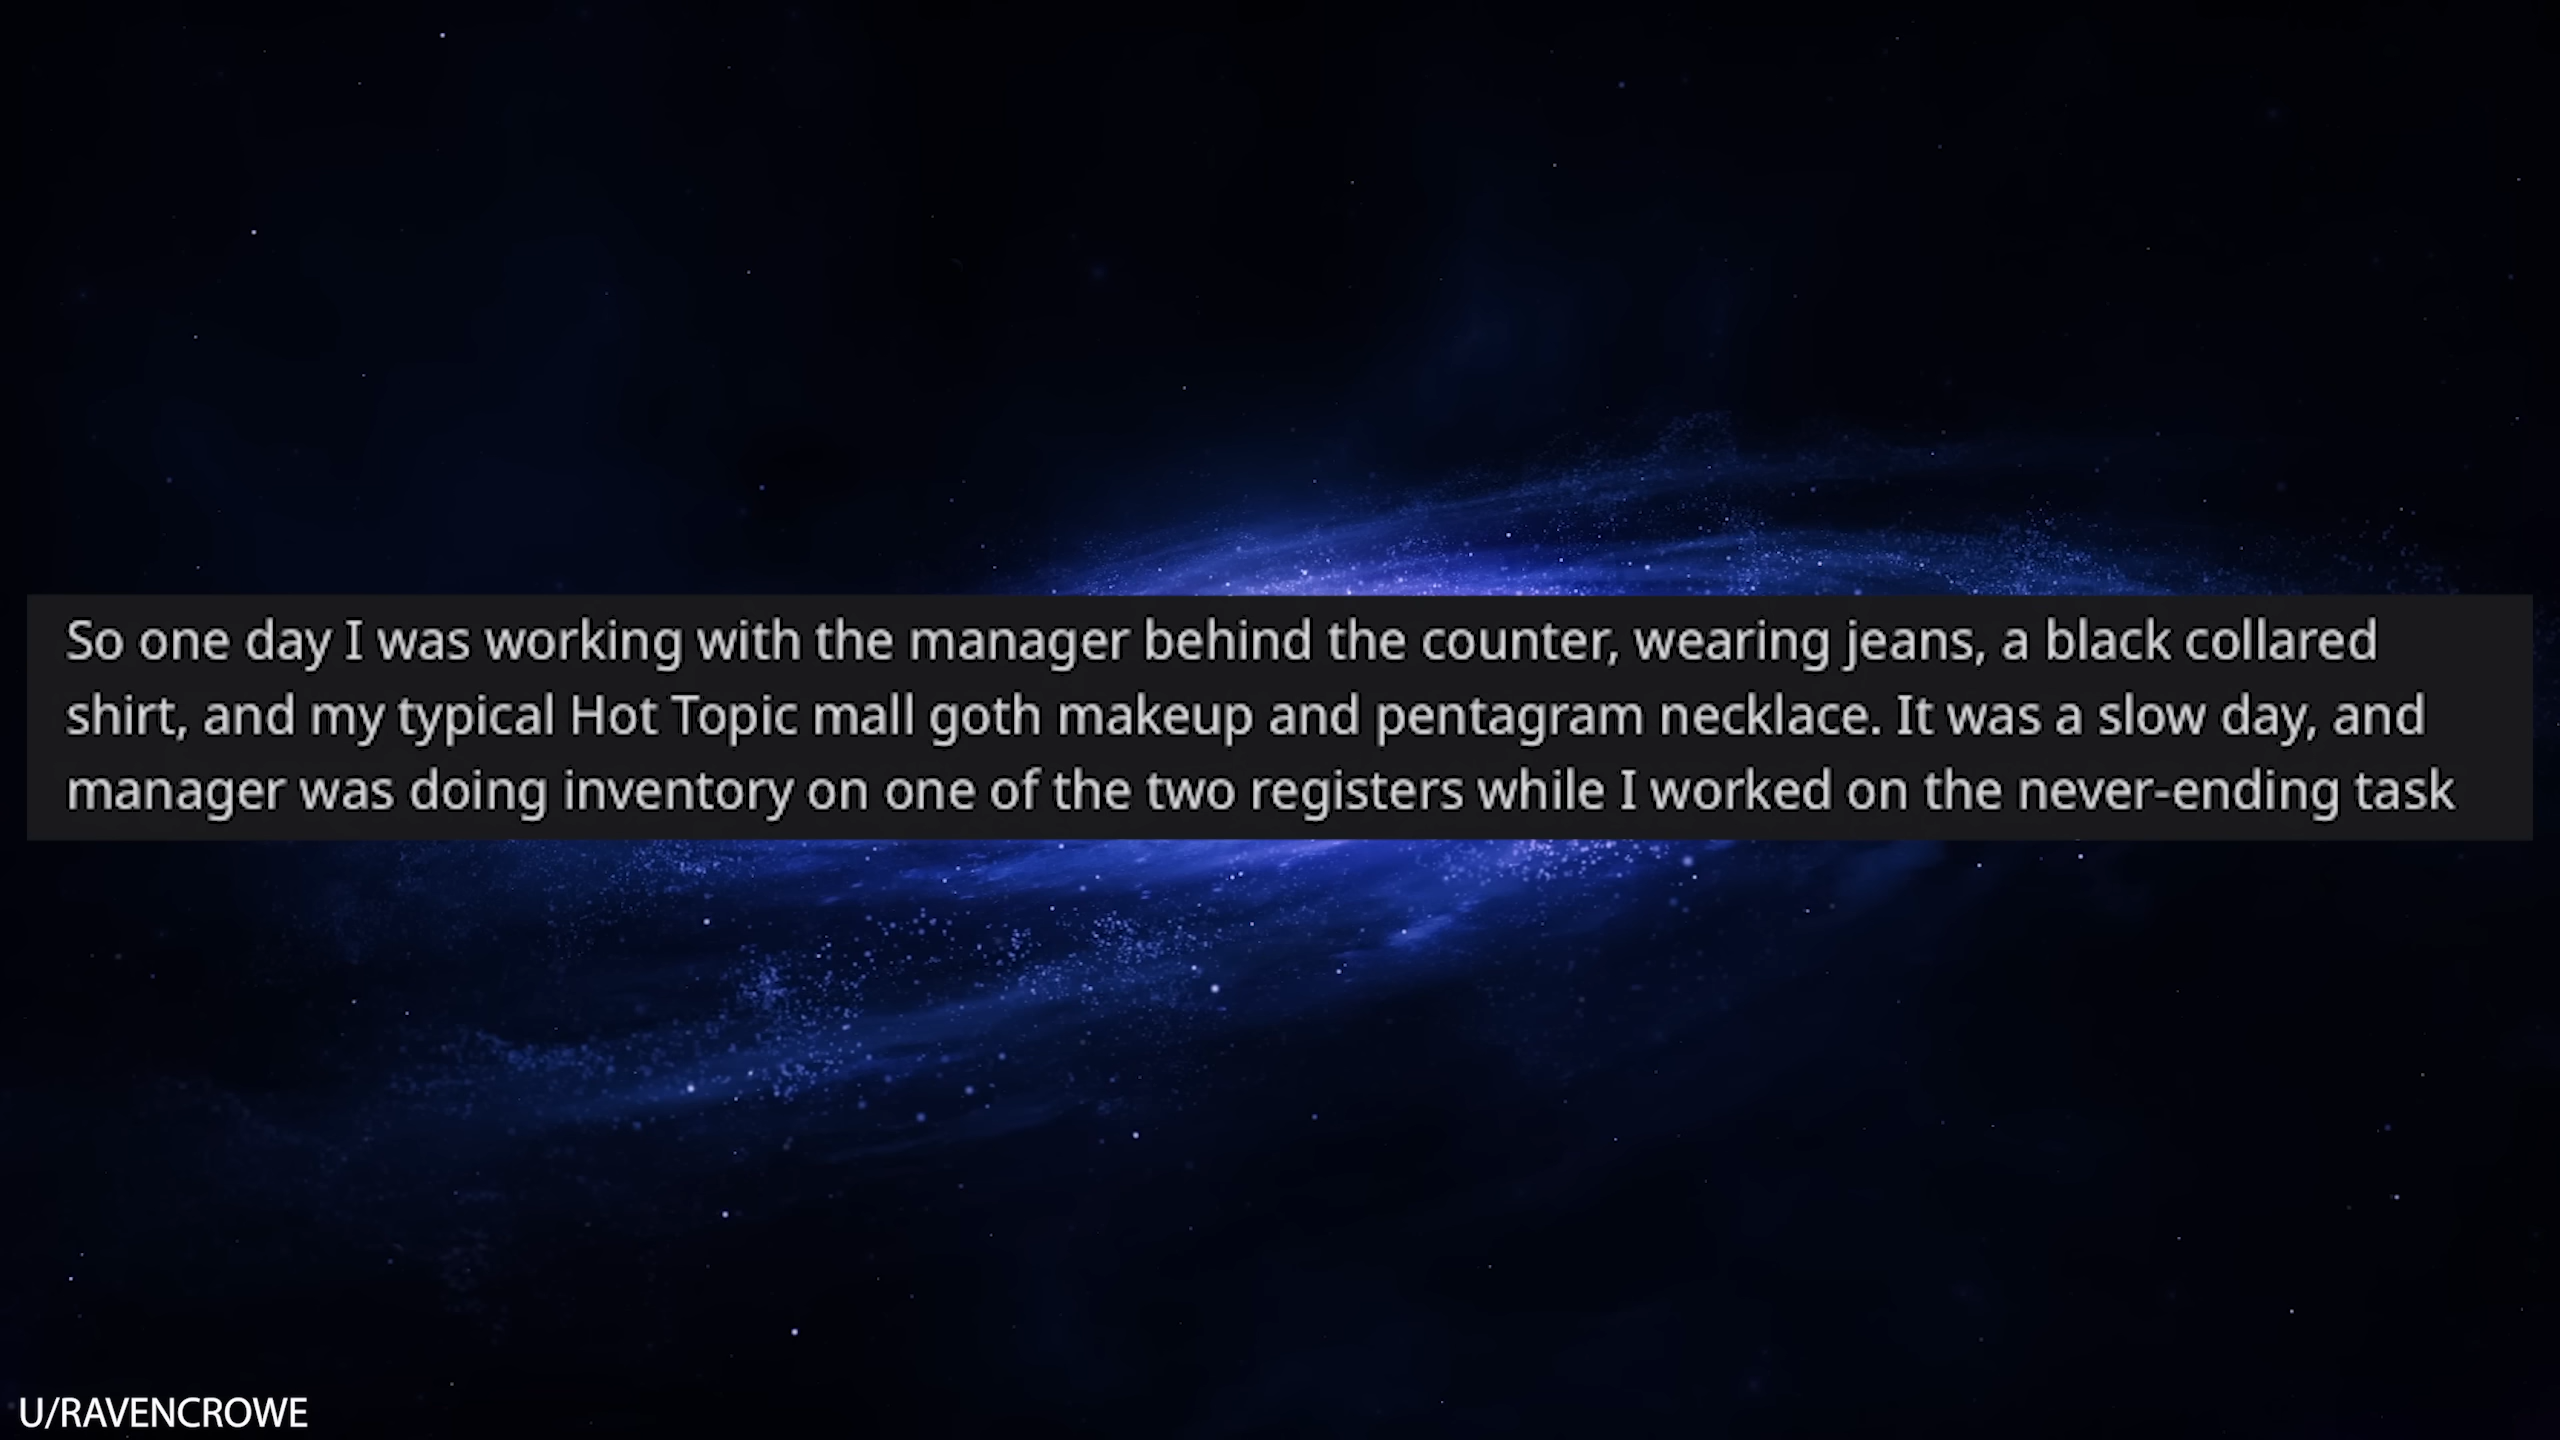 So one day I was working with the manager behind the counter, wearing jeans, a black collared
shirt, and my typical Hot Topic mall goth makeup and pentagram necklace. It was a slow day, and
manager was doing inventory on one of the two registers while I worked on the never-ending task
U/RAVENCROWE